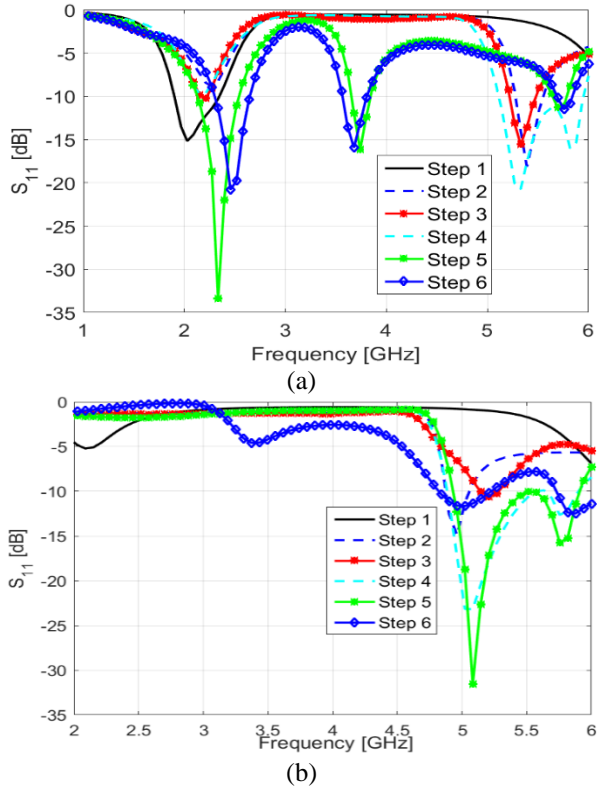 0
-5
-10
-15
-20
-25
-30
-35
S11 [dB]
Step 1
Step 2
Step 3
Step 4
Step 5
Step 6
1 2 3 4 5 6
Frequency [GHz]
(a)
0
-5
-10
-15
-20
-25
-30
-35
S11 [dB]
Step 1
Step 2
Step 3
Step 4
Step 5
Step 6
2 2.5 3 3.5 4 4.5 5 5.5 6
Frequency [GHz]
(b)